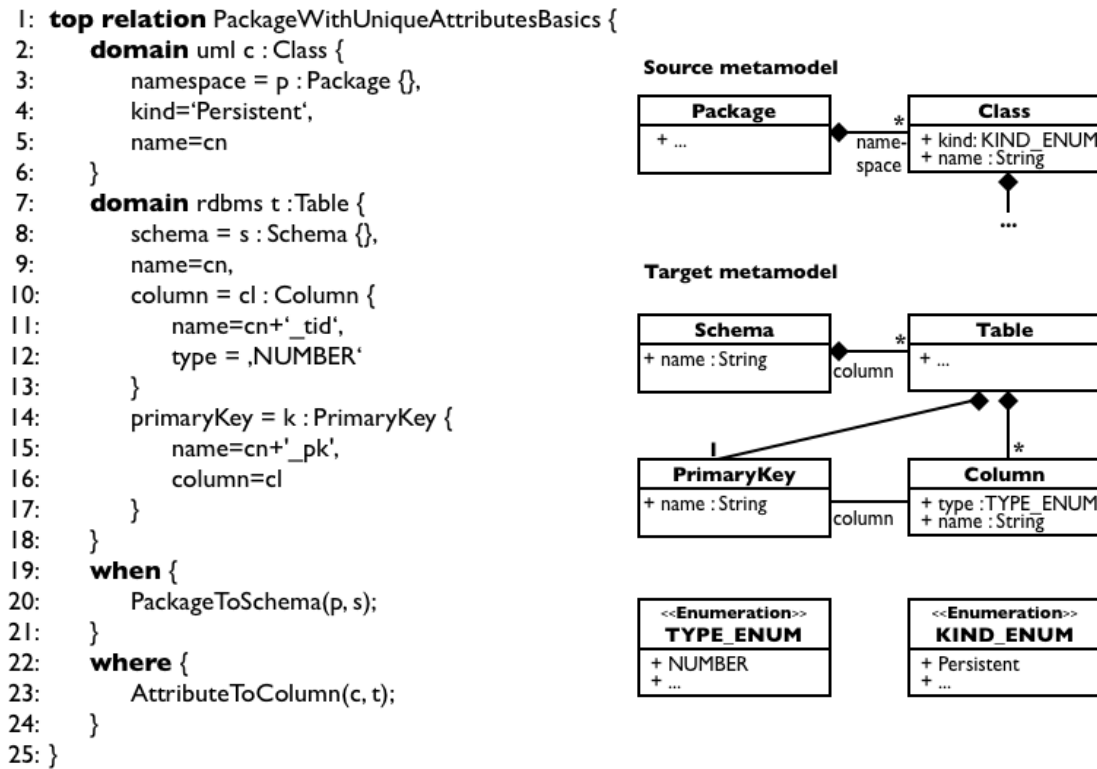 1: top relation PackageWithUniqueAttributesBasics {
2: domain uml c : Class {
3: namespace = p : Package {},
4: kind=‘Persistent‘,
5: name=cn
6: }
7: domain rdbms t : Table {
8: schema = s : Schema {},
9: name=cn,
10: column = cl : Column {
11: name=cn+‘_tid‘,
12: type = ‚NUMBER‘
13: }
14: primaryKey = k : PrimaryKey {
15: name=cn+'_pk',
16: column=cl
17: }
18: }
19: when {
20: PackageToSchema(p, s);
21: }
22: where {
23: AttributeToColumn(c, t);
24: }
25: }
Source metamodel
Package
+ ...
*
name-
space
Class
+ kind: KIND_ENUM
+ name : String
...
Target metamodel
Schema
+ name : String
*
column
Table
+ ...
1
*
PrimaryKey
+ name : String
column
Column
+ type : TYPE_ENUM
+ name : String
<<Enumeration>>
TYPE_ENUM
+ NUMBER
+ ...
<<Enumeration>>
KIND_ENUM
+ Persistent
+ ...